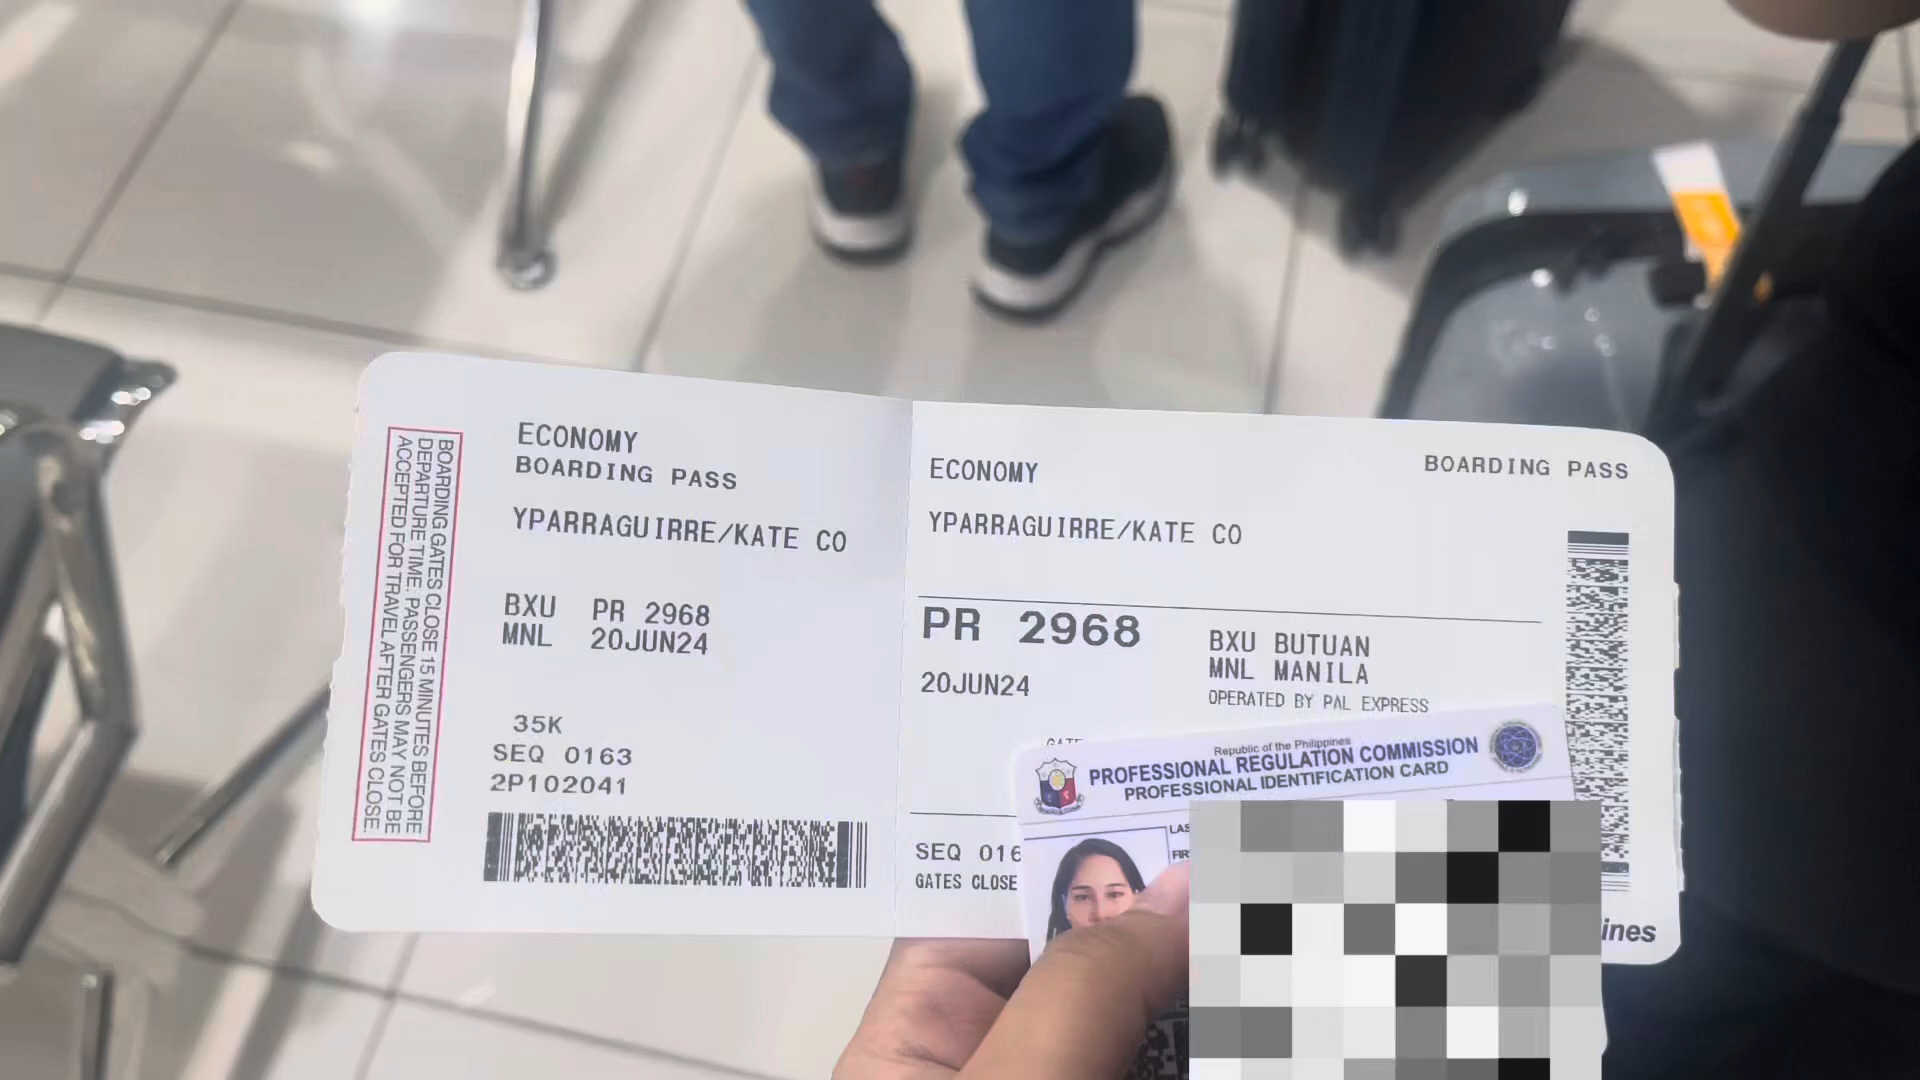 BOARDING GATES CLOSE 15 MINUTES BEFORE
DEPARTURE TIME. PASSENGERS MAY NOT BE
ACCEPTED FOR TRAVEL AFTER GATES CLOSE.
ECONOMY
BOARDING PASS
YPARRAGUIRRE/KATE CO
BXU PR 2968
MNL 20JUN24
35K
SEQ 0163
2P102041
ECONOMY
BOARDING PASS
YPARRAGUIRRE/KATE CO
PR 2968
BXU BUTUAN
MNL MANILA
20JUN24
OPERATED BY PAL EXPRESS
GATE
SEQ 016
GATES CLOSE
Republic of the Philippines
PROFESSIONAL REGULATION COMMISSION
PROFESSIONAL IDENTIFICATION CARD
LAS
FIR
ines